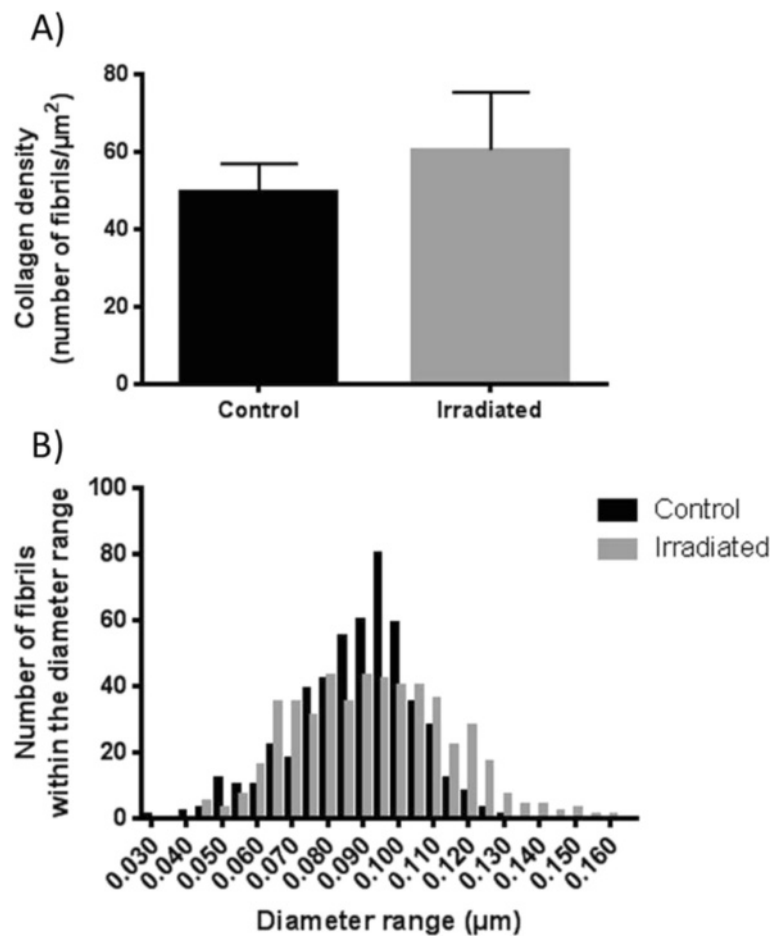 A)
Collagen density
(number of fibrils/µm²)
80
60
40
20
0
Control
Irradiated
B)
Number of fibrils
within the diameter range
100
80
60
40
20
0
Control
Irradiated
0.030
0.040
0.050
0.060
0.070
0.080
0.090
0.100
0.110
0.120
0.130
0.140
0.150
0.160
Diameter range (µm)